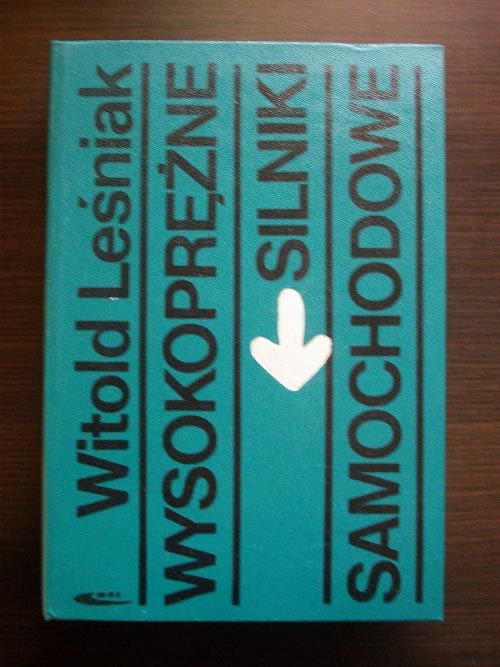 Witold Leśniak
WYSOKOPRĘŻNE
SILNIKI
SAMOCHODOWE